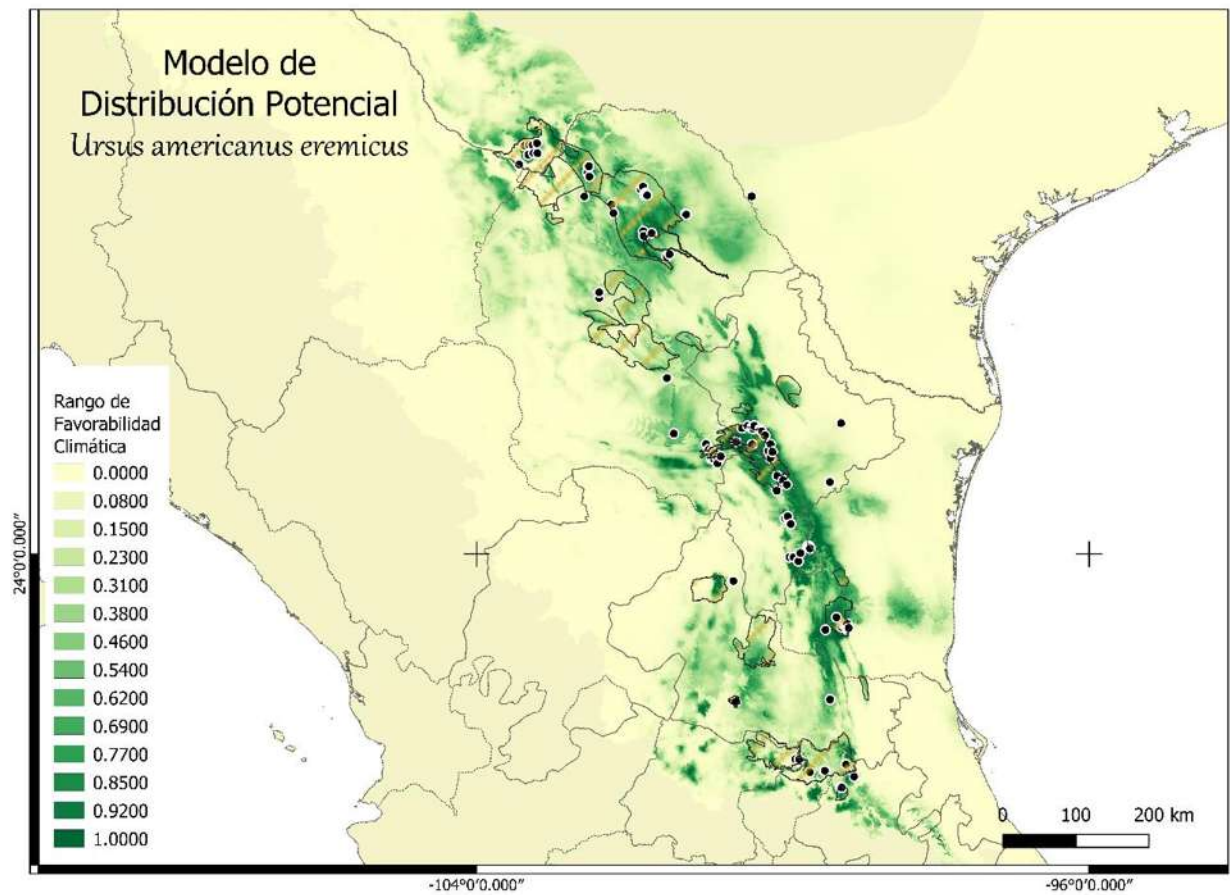 Modelo de
Distribución Potencial
Ursus americanus eremicus
Rango de
Favorabilidad
Climática
0.0000
0.0800
0.1500
0.2300
0.3100
0.3800
0.4600
0.5400
0.6200
0.6900
0.7700
0.8500
0.9200
1.0000
24°0'0.000"
0 100 200 km
-104°0'0.000" -96°0'0.000"